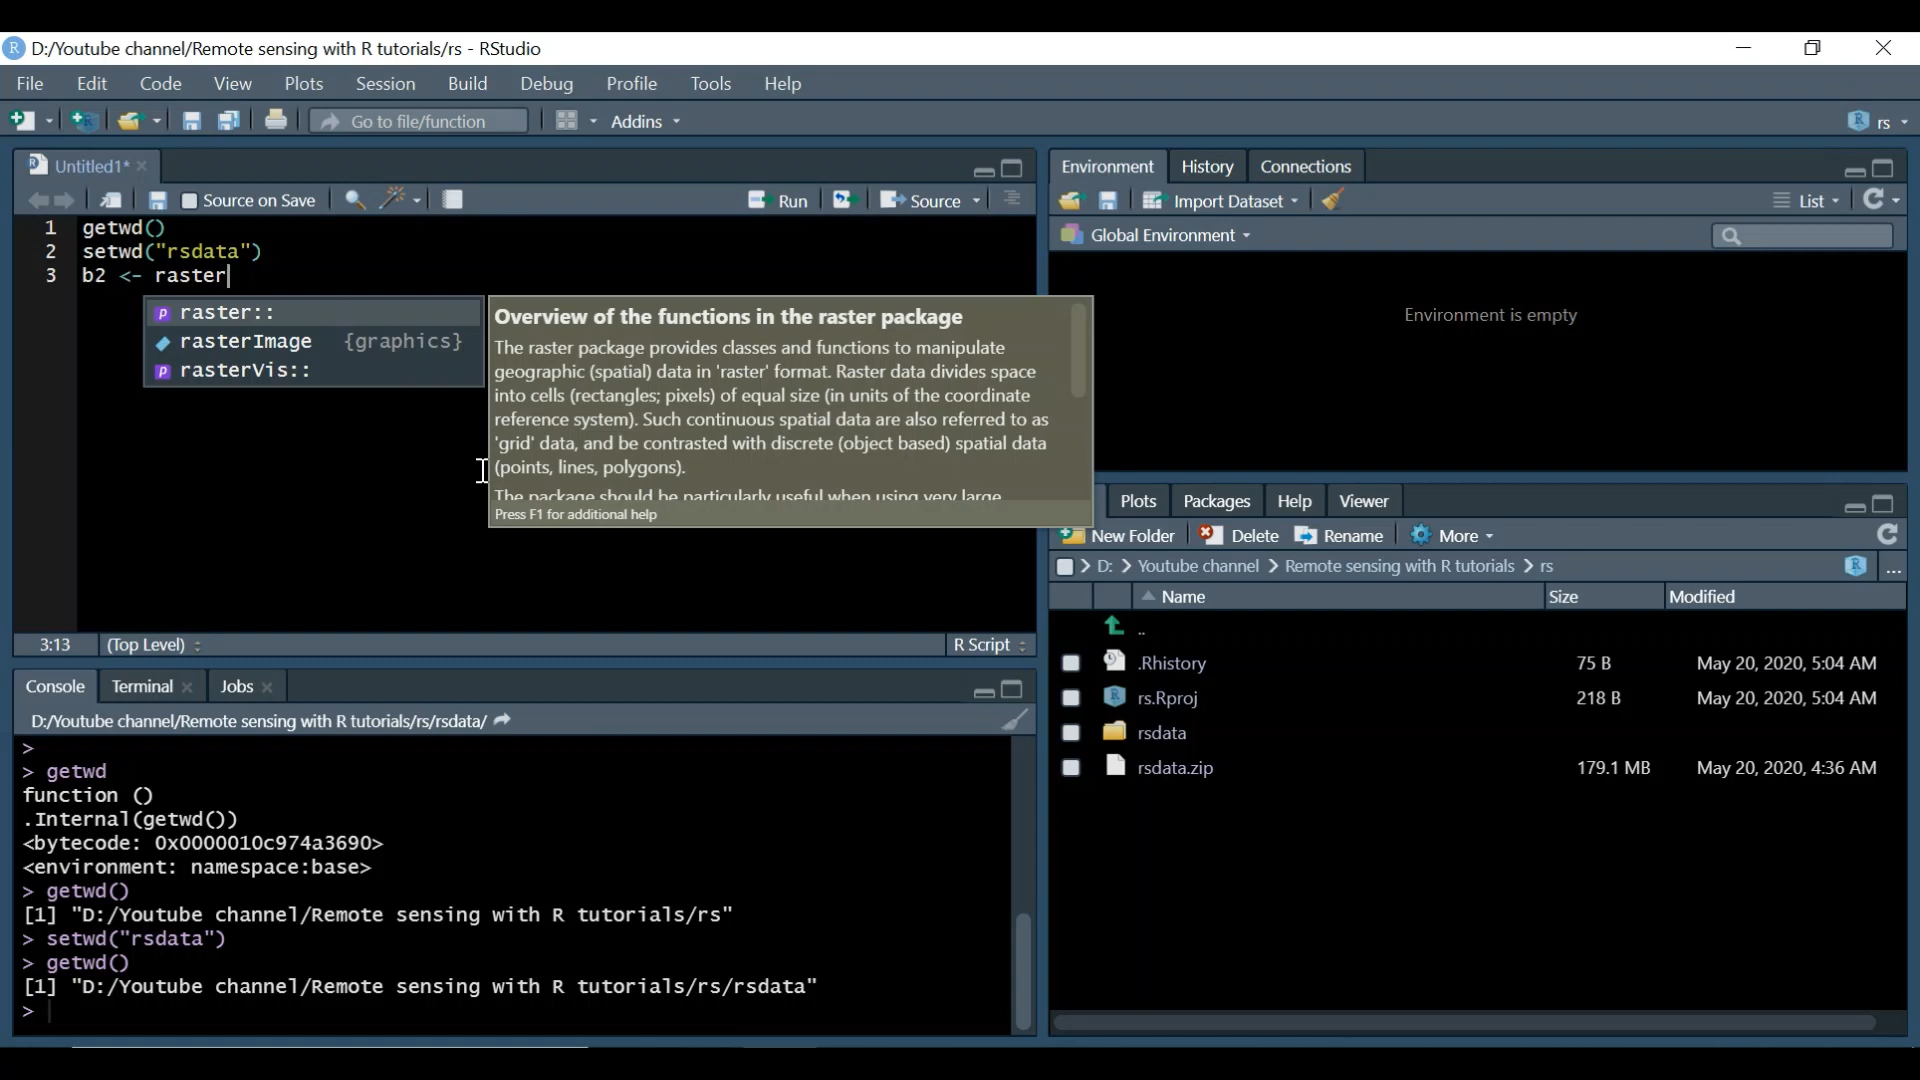 D:/Youtube channel/Remote sensing with R tutorials/rs - RStudio
File Edit Code View Plots Session Build Debug Profile Tools Help
Go to file/function Addins rs
Untitled1*
Source on Save Run Source
1 getwd()
2 setwd("rsdata")
3 b2 <- raster
raster::
rasterImage {graphics}
rasterVis::
Overview of the functions in the raster package
The raster package provides classes and functions to manipulate
geographic (spatial) data in 'raster' format. Raster data divides space
into cells (rectangles; pixels) of equal size (in units of the coordinate
reference system). Such continuous spatial data are also referred to as
'grid' data, and be contrasted with discrete (object based) spatial data
(points, lines, polygons).
The package should be particularly useful when using very large
Press F1 for additional help
3:13 (Top Level) R Script
Console Terminal Jobs
D:/Youtube channel/Remote sensing with R tutorials/rs/rsdata/
>
> getwd
function ()
.Internal(getwd())
<bytecode: 0x0000010c974a3690>
<environment: namespace:base>
> getwd()
[1] "D:/Youtube channel/Remote sensing with R tutorials/rs"
> setwd("rsdata")
> getwd()
[1] "D:/Youtube channel/Remote sensing with R tutorials/rs/rsdata"
>
Environment History Connections
Import Dataset List
Global Environment
Environment is empty
Plots Packages Help Viewer
New Folder Delete Rename More
D: > Youtube channel > Remote sensing with R tutorials > rs ...
Name Size Modified
..
.Rhistory 75 B May 20, 2020, 5:04 AM
rs.Rproj 218 B May 20, 2020, 5:04 AM
rsdata
rsdata.zip 179.1 MB May 20, 2020, 4:36 AM